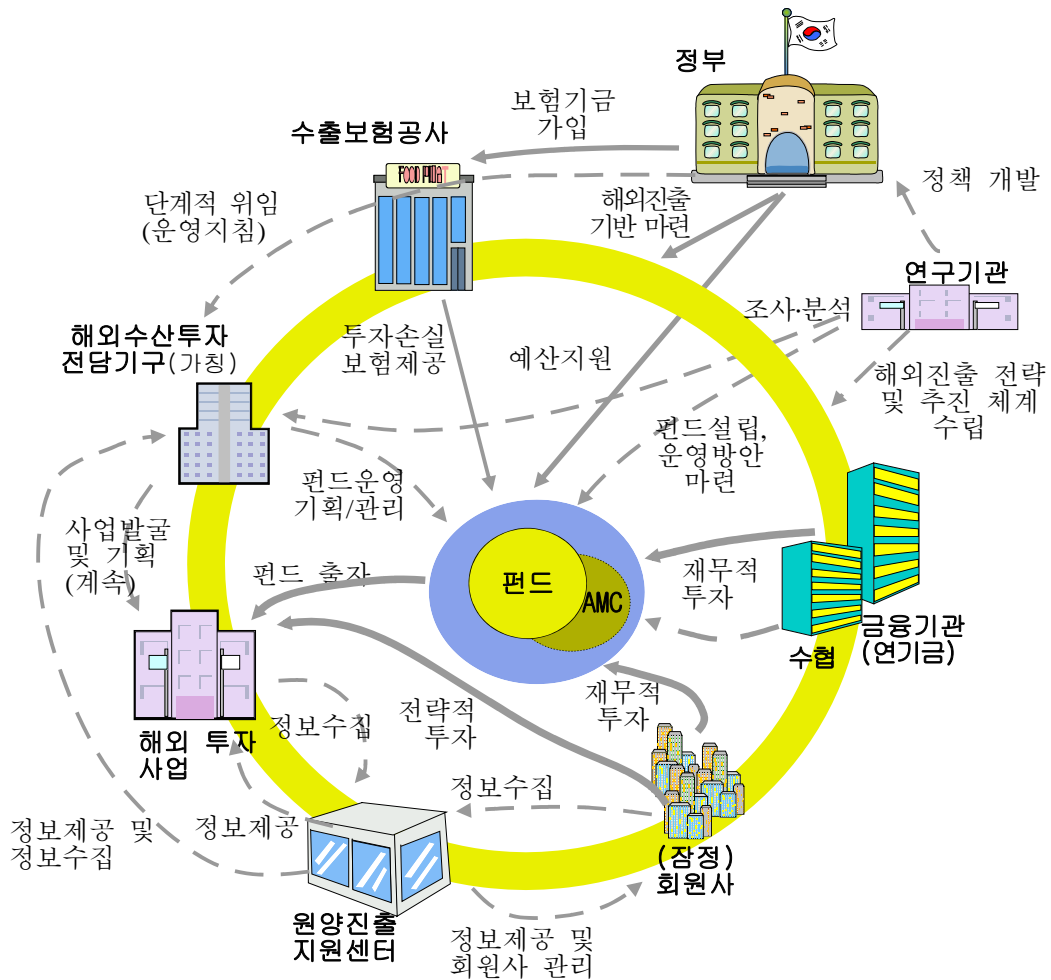 정부
보험기금
가입
수출보험공사
정책 개발
단계적 위임
(운영지침)
해외진출
기반 마련
연구기관
조사·분석
해외수산투자
전담기구(가칭)
투자손실
보험제공
예산지원
해외진출 전략
및 추진 체계
수립
펀드설립,
운영방안
마련
펀드운영
기획/관리
사업발굴
및 기획
(계속)
펀드 출자
펀드
AMC
재무적
투자
금융기관
(연기금)
수협
재무적
투자
전략적
투자
정보수집
해외 투자
사업
정보수집
정보제공 및
정보수집
정보제공
(잠정)
회원사
원양진출
지원센터
정보제공 및
회원사 관리